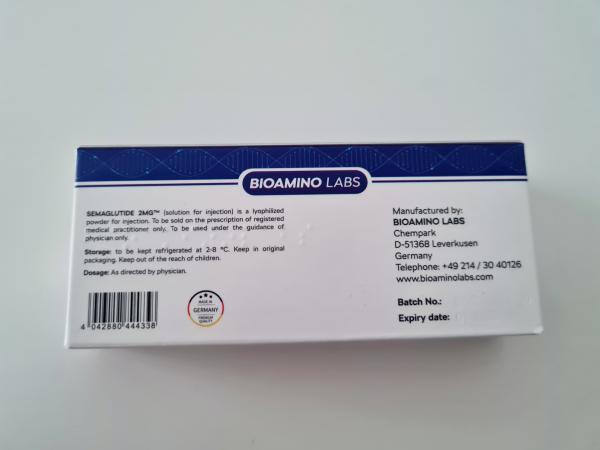 BIOAMINO LABS
SEMAGLUTIDE 2MG™ (solution for injection) is a lyophilized
powder for injection. To be sold on the prescription of registered
medical practitioner only. To be used under the guidance of
physician only.
Storage: to be kept refrigerated at 2-8 ºC. Keep in original
packaging. Keep out of the reach of children.
Dosage: As directed by physician.
4 042880 444338
MADE IN
GERMANY
PREMIUM
QUALITY
Manufactured by:
BIOAMINO LABS
Chempark
D-51368 Leverkusen
Germany
Telephone: +49 214 / 30 40126
www.bioaminolabs.com
Batch No.:
Expiry date: